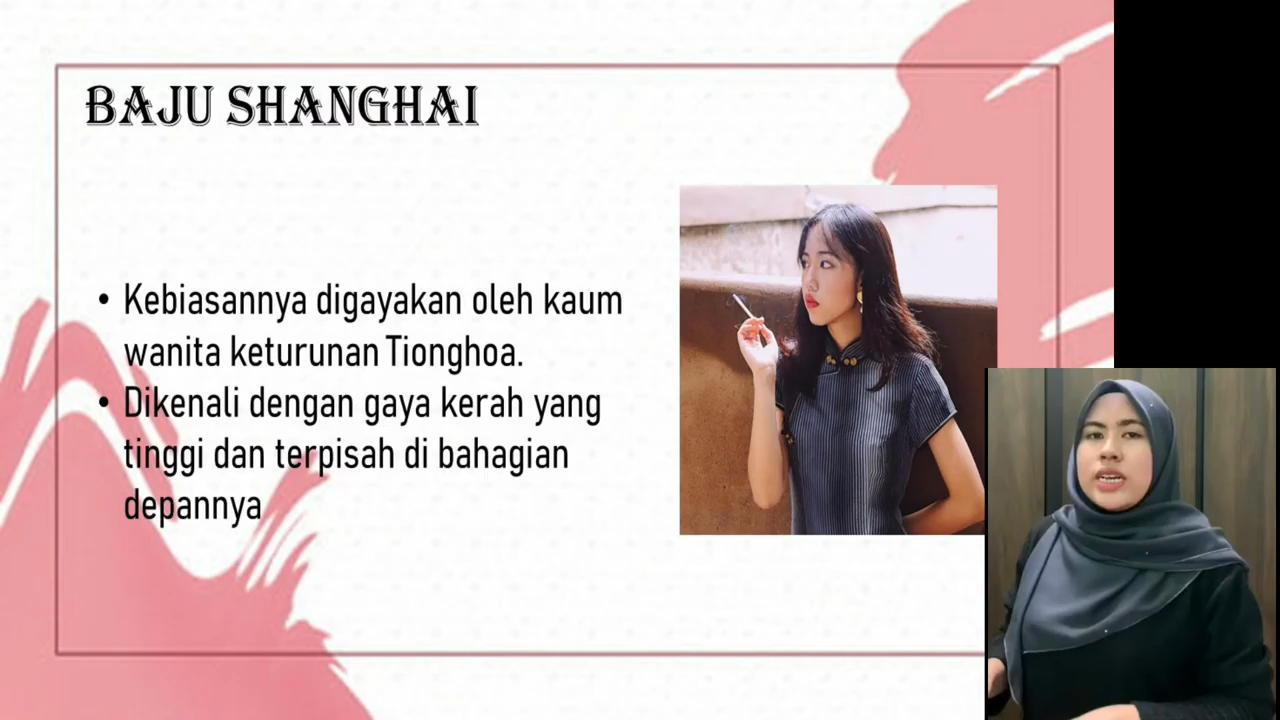 BAJU SHANGHAI
• Kebiasannya digayakan oleh kaum
wanita keturunan Tionghoa.
• Dikenali dengan gaya kerah yang
tinggi dan terpisah di bahagian
depannya